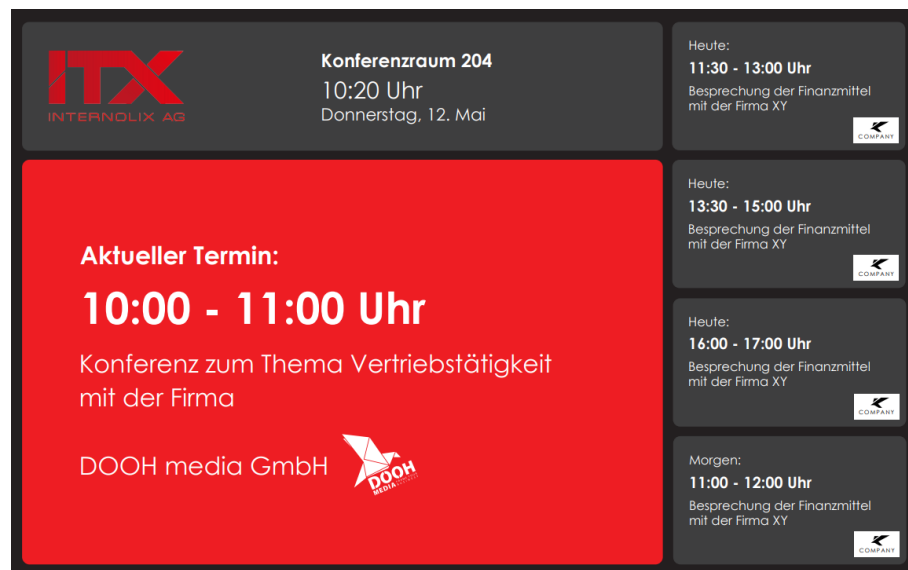 ITX
INTERNOLIX AG
Konferenzraum 204
10:20 Uhr
Donnerstag, 12. Mai
Aktueller Termin:
10:00 - 11:00 Uhr
Konferenz zum Thema Vertriebstätigkeit
mit der Firma
DOOH media GmbH
DOOH
MEDIA
Heute:
11:30 - 13:00 Uhr
Besprechung der Finanzmittel
mit der Firma XY
COMPANY
Heute:
13:30 - 15:00 Uhr
Besprechung der Finanzmittel
mit der Firma XY
COMPANY
Heute:
16:00 - 17:00 Uhr
Besprechung der Finanzmittel
mit der Firma XY
COMPANY
Morgen:
11:00 - 12:00 Uhr
Besprechung der Finanzmittel
mit der Firma XY
COMPANY